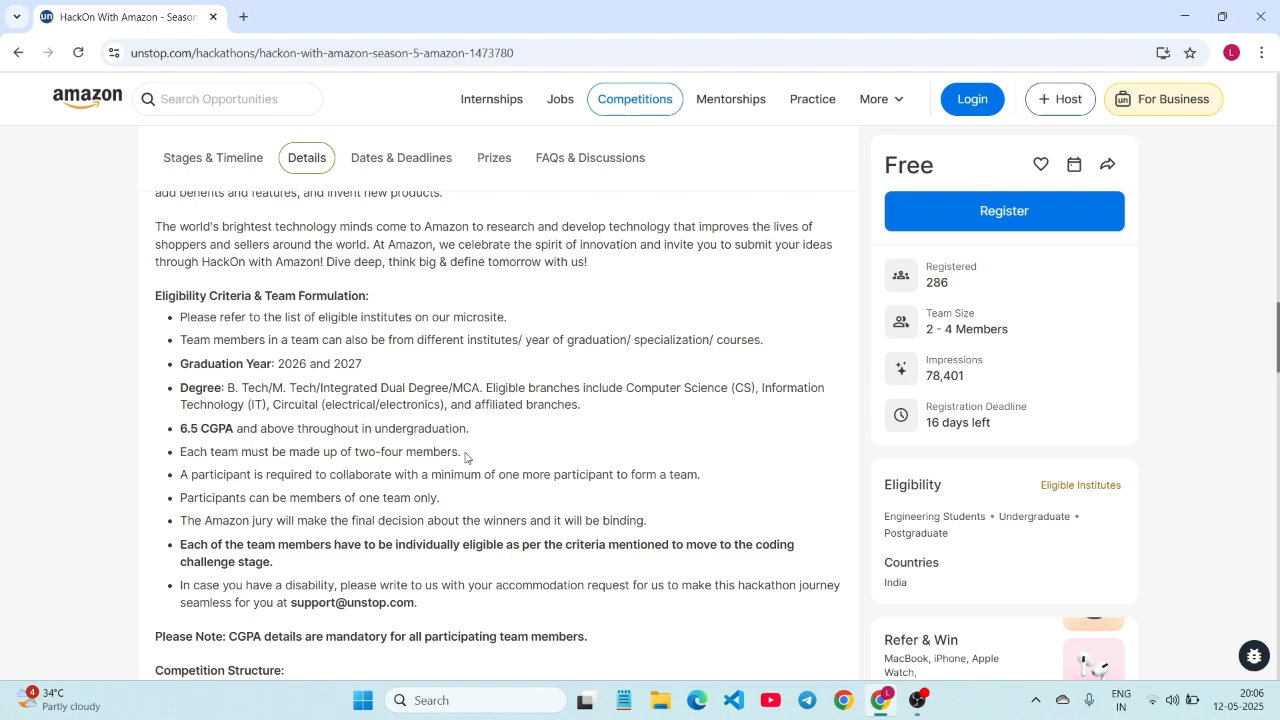 HackOn With Amazon - Season
unstop.com/hackathons/hackon-with-amazon-season-5-amazon-1473780
L
amazon
Search Opportunities
Internships
Jobs
Competitions
Mentorships
Practice
More
Login
+ Host
un For Business
Stages & Timeline
Details
Dates & Deadlines
Prizes
FAQs & Discussions
add benefits and features, and invent new products.
The world's brightest technology minds come to Amazon to research and develop technology that improves the lives of
shoppers and sellers around the world. At Amazon, we celebrate the spirit of innovation and invite you to submit your ideas
through HackOn with Amazon! Dive deep, think big & define tomorrow with us!
Eligibility Criteria & Team Formulation:
• Please refer to the list of eligible institutes on our microsite.
• Team members in a team can also be from different institutes/ year of graduation/ specialization/ courses.
• Graduation Year: 2026 and 2027
• Degree: B. Tech/M. Tech/Integrated Dual Degree/MCA. Eligible branches include Computer Science (CS), Information
Technology (IT), Circuital (electrical/electronics), and affiliated branches.
• 6.5 CGPA and above throughout in undergraduation.
• Each team must be made up of two-four members.
• A participant is required to collaborate with a minimum of one more participant to form a team.
• Participants can be members of one team only.
• The Amazon jury will make the final decision about the winners and it will be binding.
• Each of the team members have to be individually eligible as per the criteria mentioned to move to the coding
challenge stage.
• In case you have a disability, please write to us with your accommodation request for us to make this hackathon journey
seamless for you at support@unstop.com.
Please Note: CGPA details are mandatory for all participating team members.
Competition Structure:
Free
Register
Registered
286
Team Size
2 - 4 Members
Impressions
78,401
Registration Deadline
16 days left
Eligibility
Eligible Institutes
Engineering Students • Undergraduate •
Postgraduate
Countries
India
Refer & Win
MacBook, iPhone, Apple
Watch,
4
34°C
Partly cloudy
Search
L
ENG
IN
20:06
12-05-2025